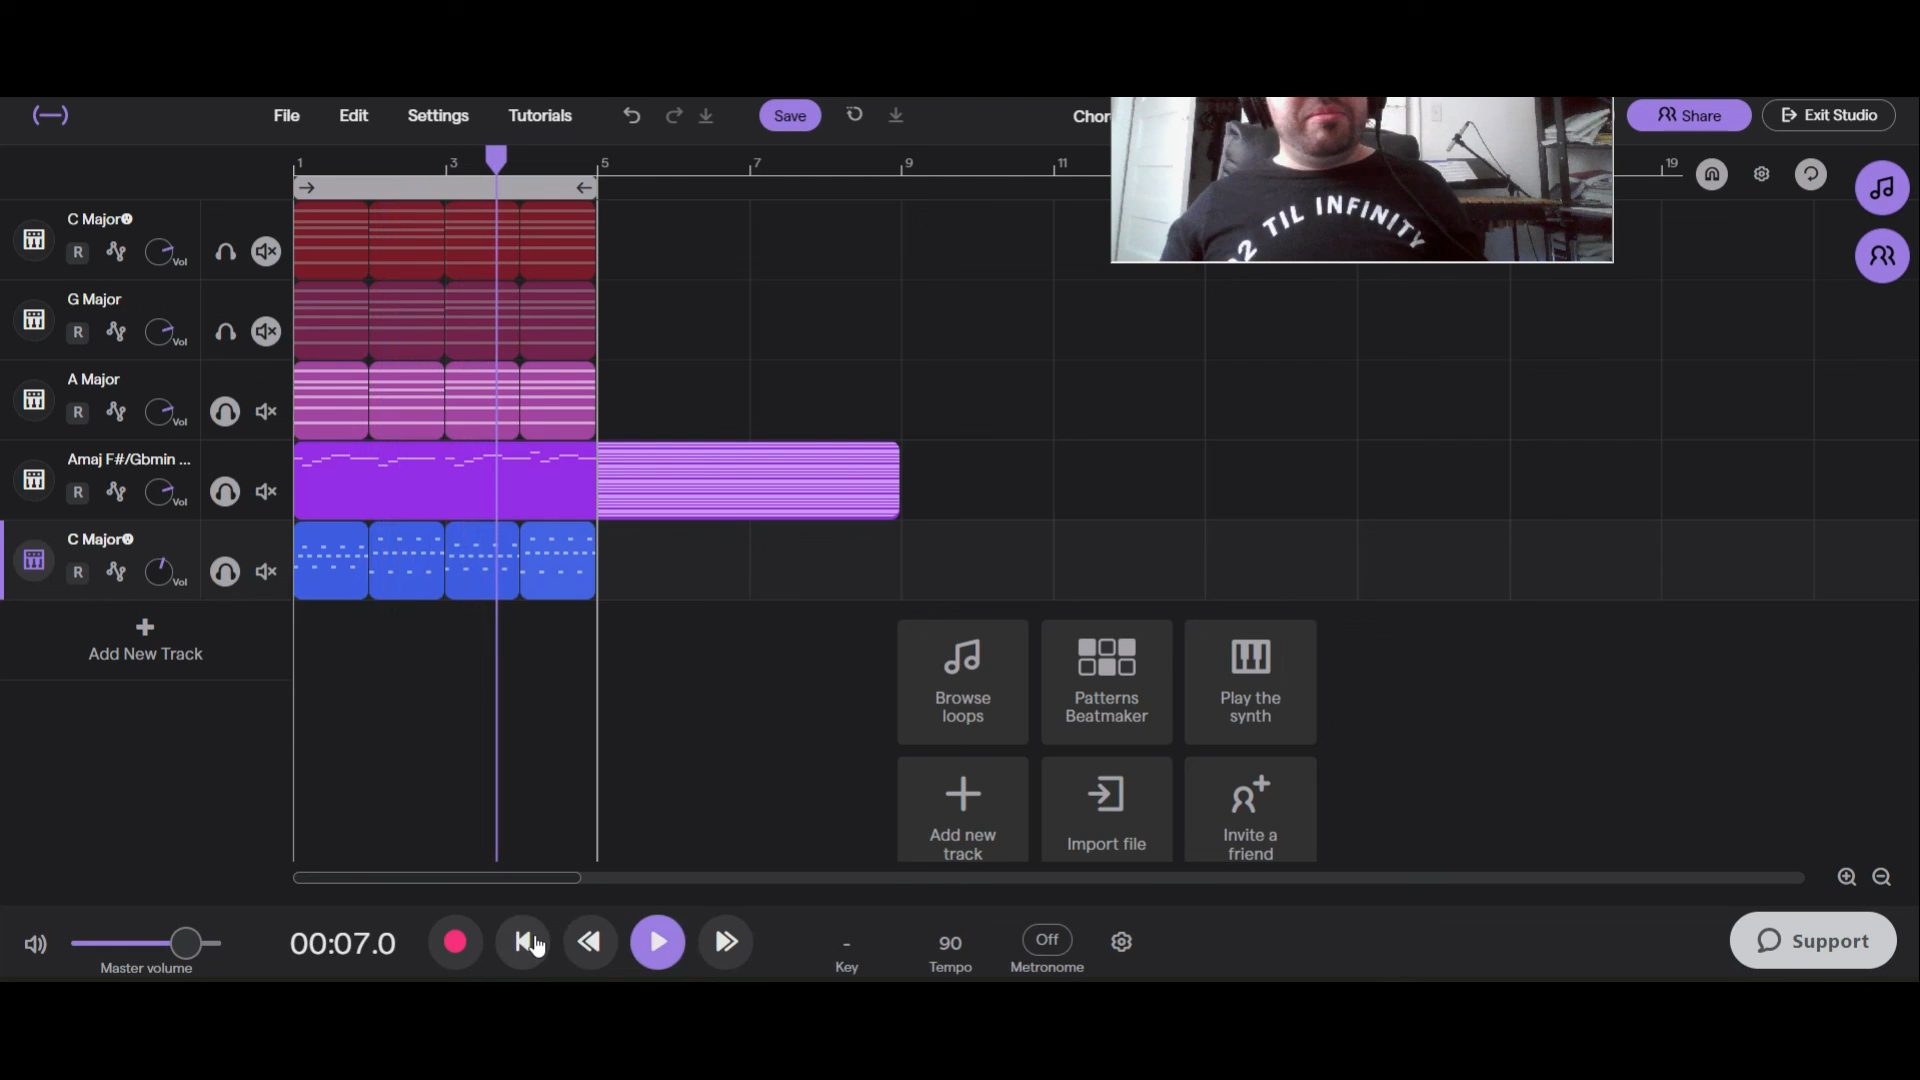 File Edit Settings Tutorials Save Chor Share Exit Studio
1 3 5 7 9 11 19
C Major
R Vol
G Major
R Vol
A Major
R Vol
Amaj F#/Gbmin ...
R Vol
C Major
R Vol
Add New Track
TIL INFINITY
Browse
loops
Patterns
Beatmaker
Play the
synth
Add new
track
Import file
Invite a
friend
Master volume
00:07.0
-
Key
90
Tempo
Off
Metronome
Support